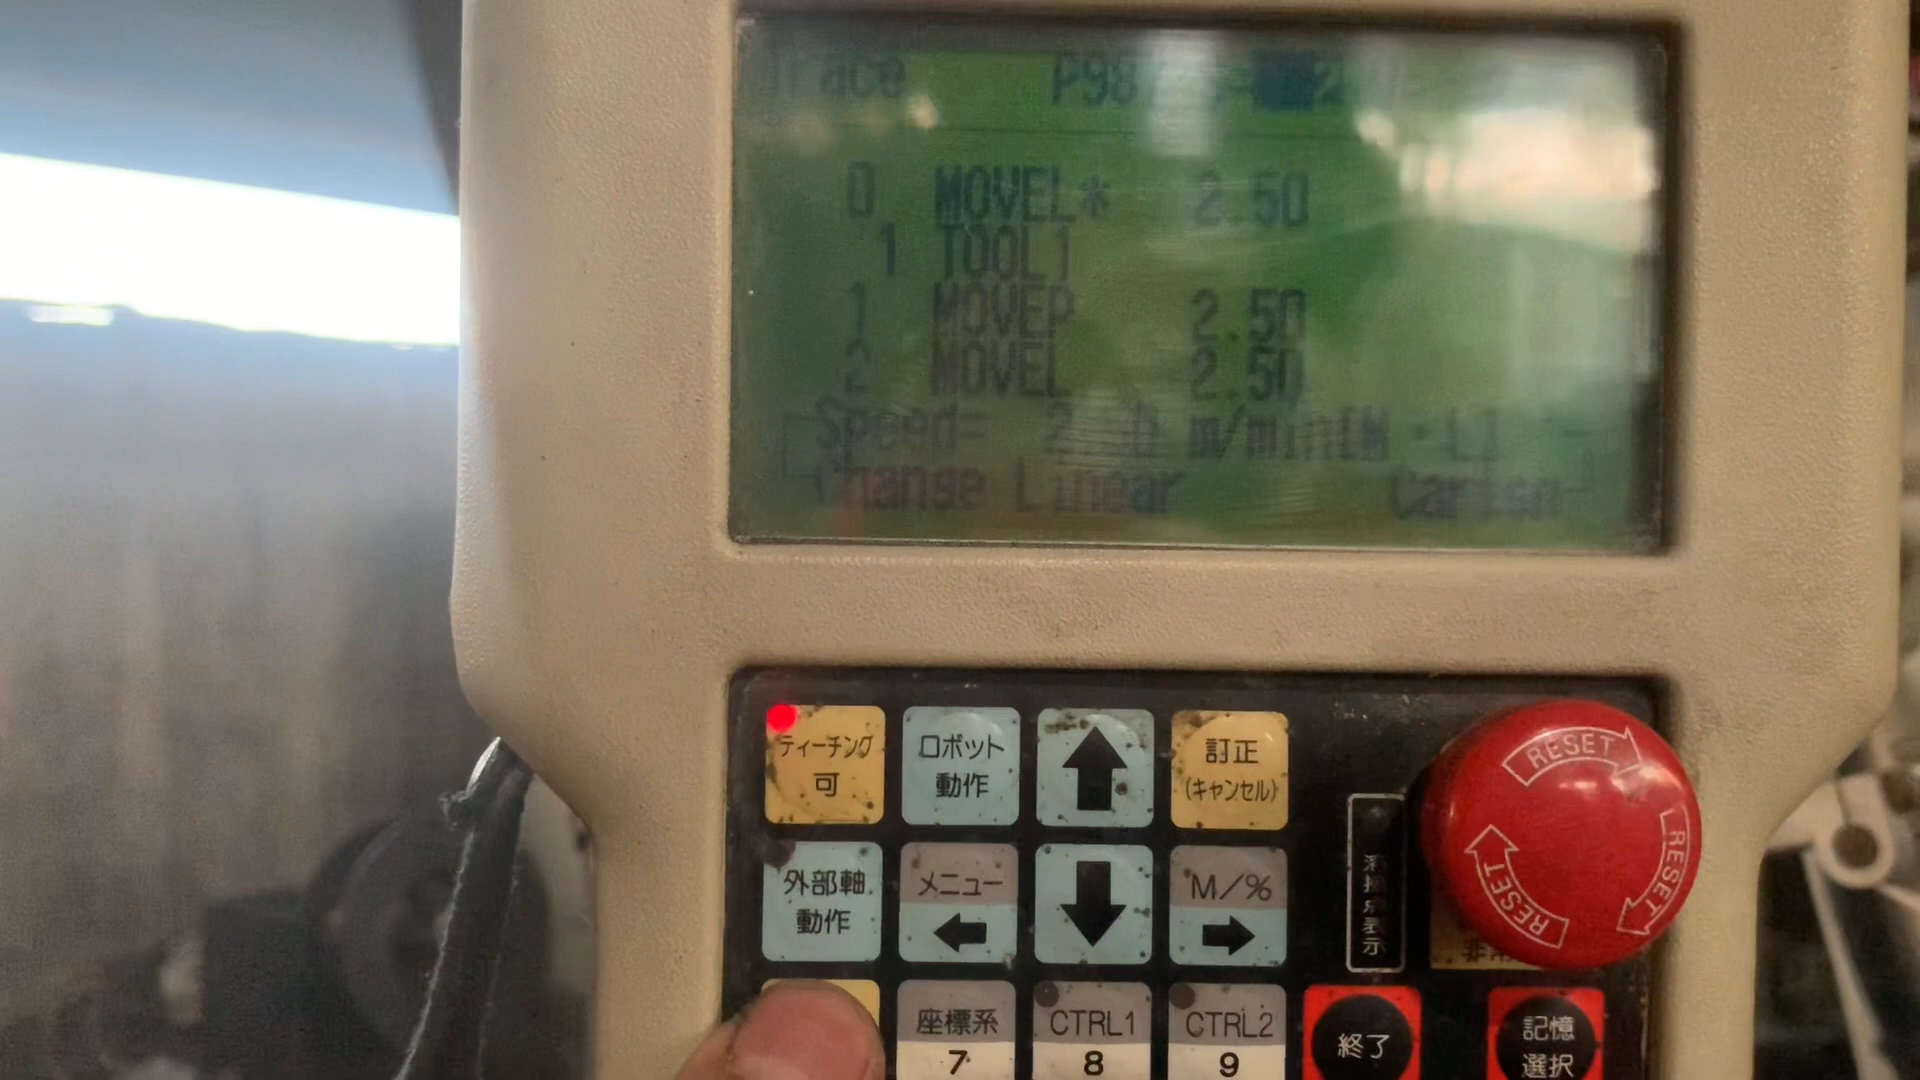 Trace P98
0 MOVEL* 2.50
1 TOOL1
1 MOVEP 2.50
2 MOVEL 2.50
Speed= m/min
Change Linear
ティーチング
可
ロボット
動作
訂正
(キャンセル)
RESET
RESET
RESET
外部軸
動作
メニュー
M/%
座標系
7
CTRL1
8
CTRL2
9
終了
記憶
選択